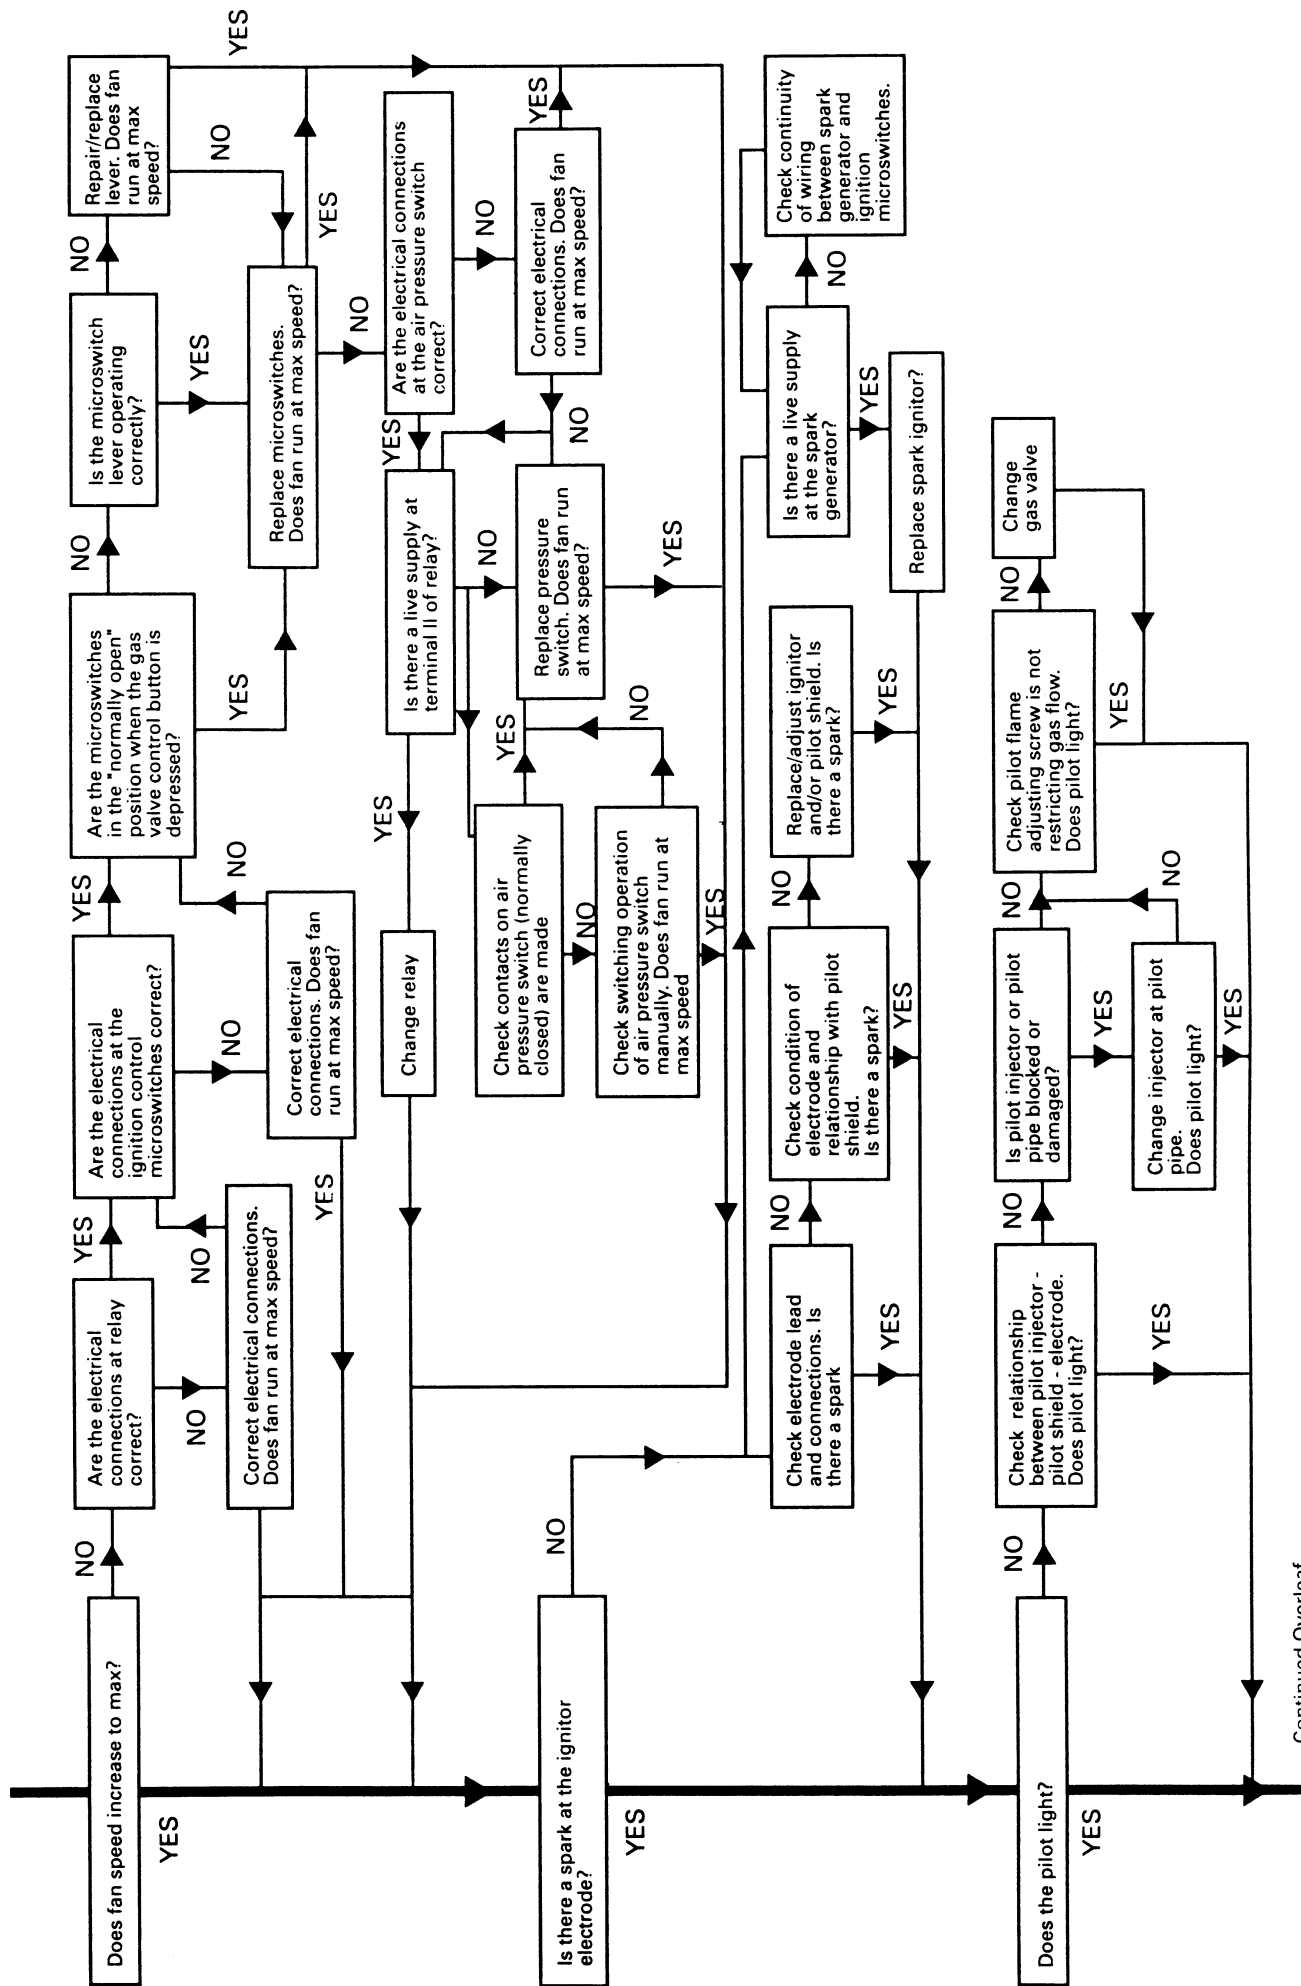 Does fan speed increase to max?
YES
NO
Are the electrical
connections at relay
correct?
YES
NO
Correct electrical connections.
Does fan run at max speed?
NO
Are the electrical
connections at the
ignition control
microswitches correct?
YES
NO
Correct electrical
connections. Does fan
run at max speed?
YES
NO
Are the microswitches
in the "normally open"
position when the gas
valve control button is
depressed?
NO
YES
Is the microswitch
lever operating
correctly?
NO
YES
Repair/replace
lever. Does fan
run at max
speed?
YES
NO
Replace microswitches.
Does fan run at max speed?
YES
NO
Are the electrical connections
at the air pressure switch
correct?
YES
NO
Correct electrical
connections. Does fan
run at max speed?
YES
NO
Is there a live supply at
terminal II of relay?
YES
NO
Change relay
Check contacts on air
pressure switch (normally
closed) are made
YES
NO
Check switching operation
of air pressure switch
manually. Does fan run at
max speed
NO
YES
Replace pressure
switch. Does fan run
at max speed?
YES
Is there a spark at the ignitor
electrode?
YES
NO
Check electrode lead
and connections. Is
there a spark
NO
YES
Check condition of
electrode and
relationship with pilot
shield.
Is there a spark?
NO
YES
Replace/adjust ignitor
and/or pilot shield. Is
there a spark?
YES
Is there a live supply
at the spark
generator?
NO
YES
Check continuity
of wiring
between spark
generator and
ignition
microswitches.
Replace spark ignitor?
Does the pilot light?
YES
NO
Check relationship
between pilot injector -
pilot shield - electrode.
Does pilot light?
NO
YES
Is pilot injector or pilot
pipe blocked or
damaged?
NO
YES
Change injector at pilot
pipe.
Does pilot light?
NO
YES
Check pilot flame
adjusting screw is not
restricting gas flow.
Does pilot light?
NO
YES
Change
gas valve
Continued Overleaf